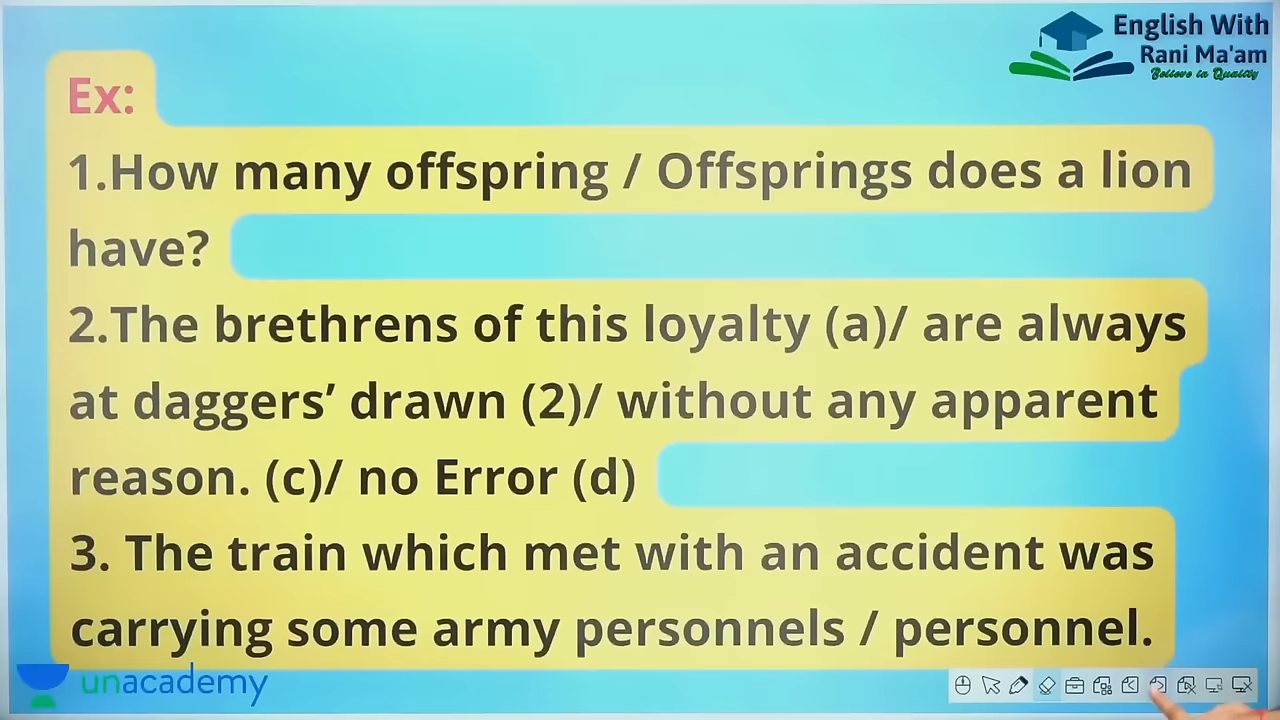 English With
Rani Ma'am
Believe in Quality
Ex:
1.How many offspring / Offsprings does a lion
have?
2.The brethrens of this loyalty (a)/ are always
at daggers’ drawn (2)/ without any apparent
reason. (c)/ no Error (d)
3. The train which met with an accident was
carrying some army personnels / personnel.
unacademy